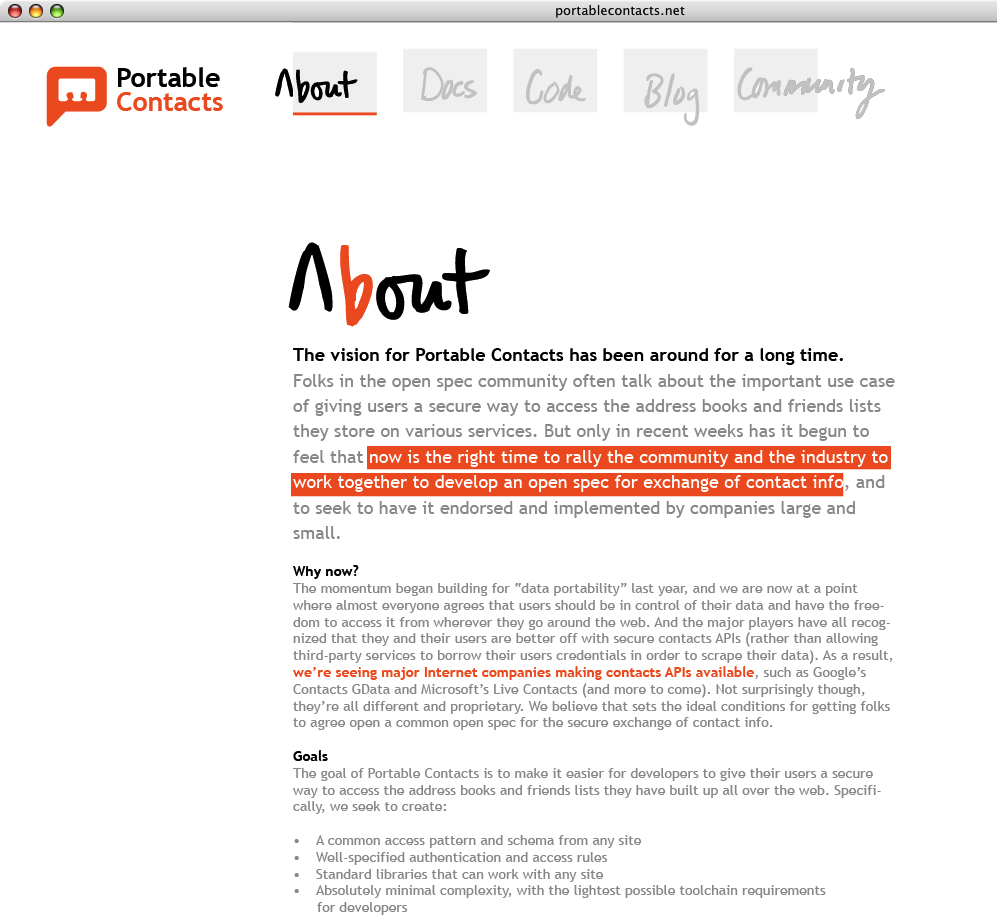 portablecontacts.net
Portable
Contacts
About
Docs
Code
Blog
Community
About
The vision for Portable Contacts has been around for a long time.
Folks in the open spec community often talk about the important use case
of giving users a secure way to access the address books and friends lists
they store on various services. But only in recent weeks has it begun to
feel that now is the right time to rally the community and the industry to
work together to develop an open spec for exchange of contact info, and
to seek to have it endorsed and implemented by companies large and
small.
Why now?
The momentum began building for “data portability” last year, and we are now at a point
where almost everyone agrees that users should be in control of their data and have the free-
dom to access it from wherever they go around the web. And the major players have all recog-
nized that they and their users are better off with secure contacts APIs (rather than allowing
third-party services to borrow their users credentials in order to scrape their data). As a result,
we’re seeing major Internet companies making contacts APIs available, such as Google’s
Contacts GData and Microsoft’s Live Contacts (and more to come). Not surprisingly though,
they’re all different and proprietary. We believe that sets the ideal conditions for getting folks
to agree open a common open spec for the secure exchange of contact info.
Goals
The goal of Portable Contacts is to make it easier for developers to give their users a secure
way to access the address books and friends lists they have built up all over the web. Specifi-
cally, we seek to create:
• A common access pattern and schema from any site
• Well-specified authentication and access rules
• Standard libraries that can work with any site
• Absolutely minimal complexity, with the lightest possible toolchain requirements
for developers